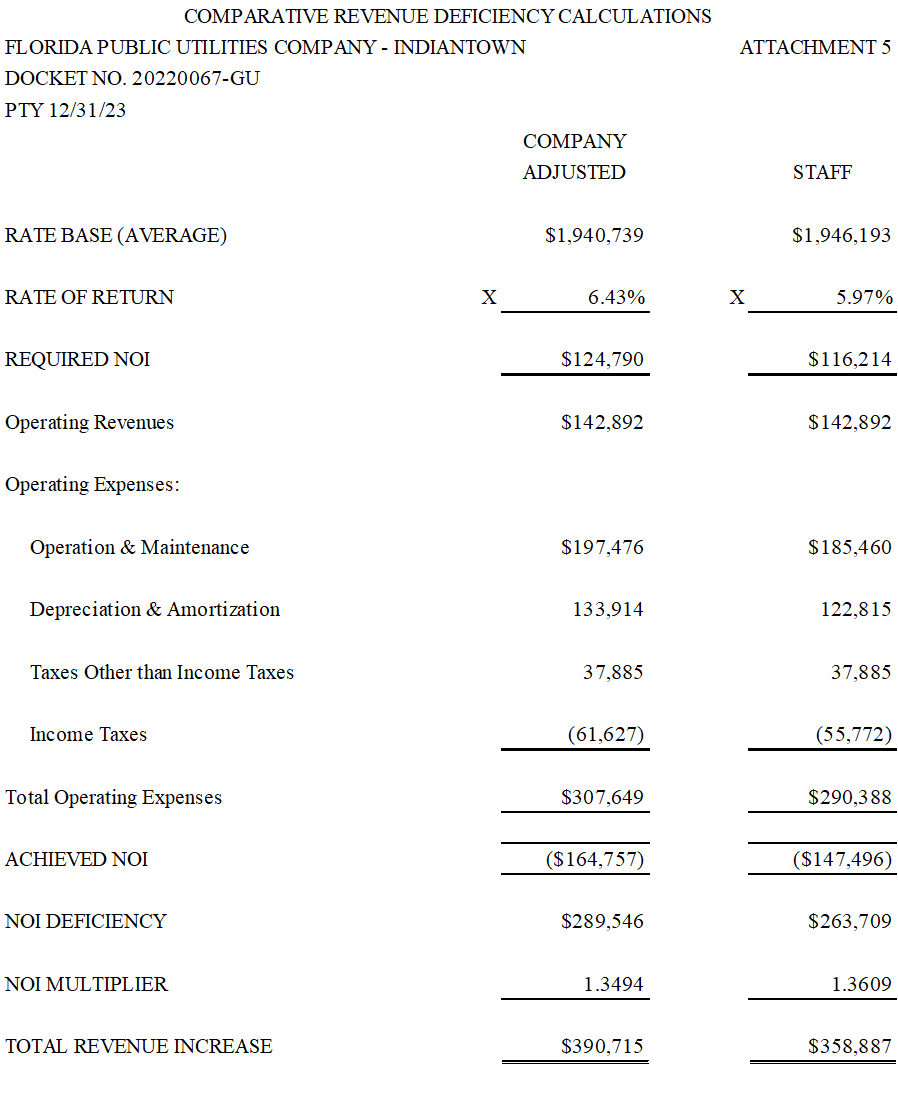 COMPARATIVE REVENUE DEFICIENCY CALCULATIONS
FLORIDA PUBLIC UTILITIES COMPANY - INDIANTOWN ATTACHMENT 5
DOCKET NO. 20220067-GU
PTY 12/31/23
COMPANY
ADJUSTED STAFF
RATE BASE (AVERAGE) $1,940,739 $1,946,193
RATE OF RETURN X 6.43% X 5.97%
REQUIRED NOI $124,790 $116,214
Operating Revenues $142,892 $142,892
Operating Expenses:
Operation & Maintenance $197,476 $185,460
Depreciation & Amortization 133,914 122,815
Taxes Other than Income Taxes 37,885 37,885
Income Taxes (61,627) (55,772)
Total Operating Expenses $307,649 $290,388
ACHIEVED NOI ($164,757) ($147,496)
NOI DEFICIENCY $289,546 $263,709
NOI MULTIPLIER 1.3494 1.3609
TOTAL REVENUE INCREASE $390,715 $358,887